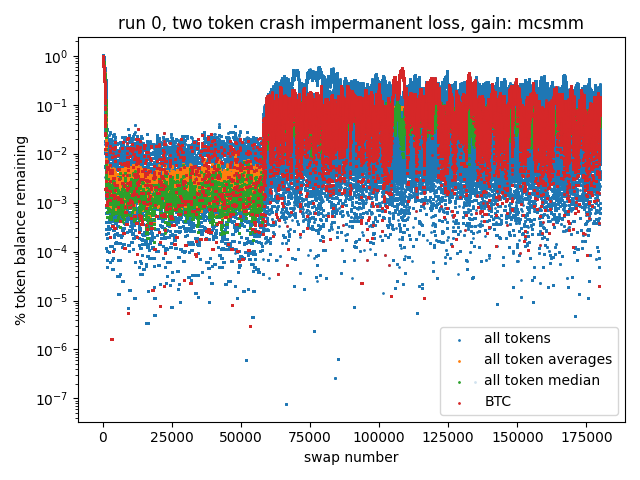 run 0, two token crash impermanent loss, gain: mcsmm
% token balance remaining
10⁰
10⁻¹
10⁻²
10⁻³
10⁻⁴
10⁻⁵
10⁻⁶
10⁻⁷
all tokens
all token averages
all token median
BTC
0 25000 50000 75000 100000 125000 150000 175000
swap number